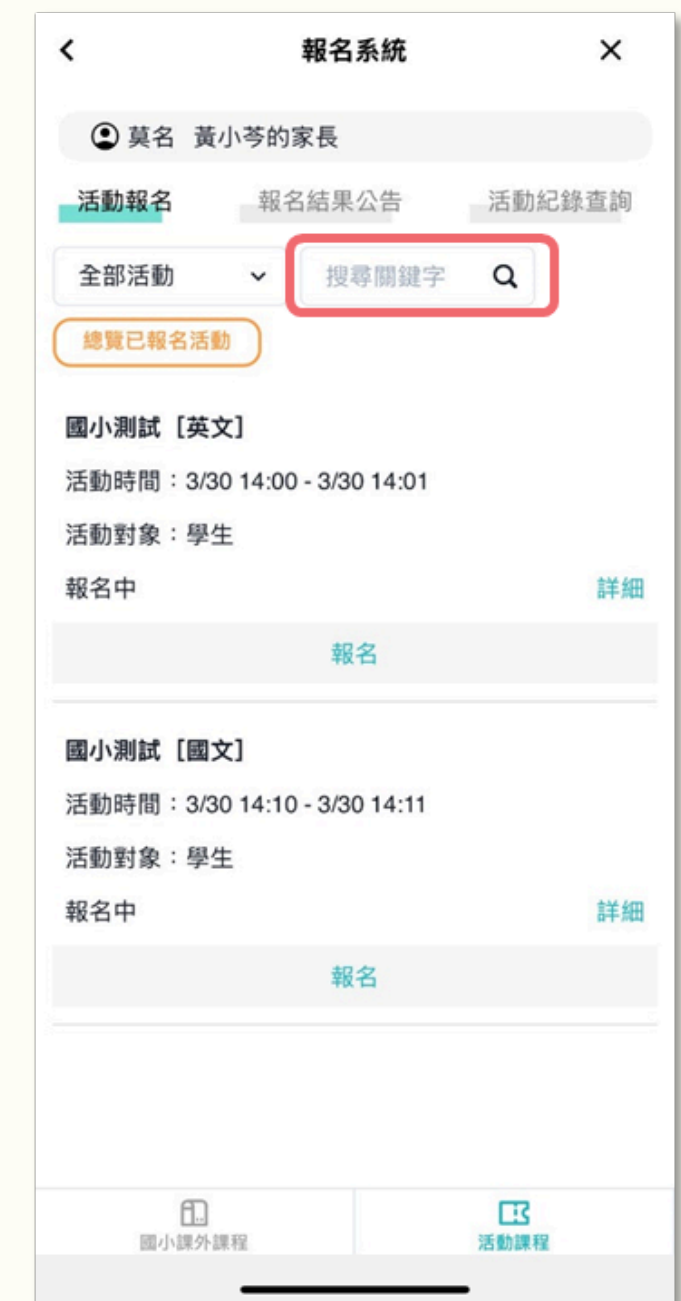 報名系統
莫名 黃小芩的家長
活動報名 報名結果公告 活動紀錄查詢
全部活動 搜尋關鍵字
總覽已報名活動
國小測試［英文］
活動時間：3/30 14:00 - 3/30 14:01
活動對象：學生
報名中 詳細
報名
國小測試［國文］
活動時間：3/30 14:10 - 3/30 14:11
活動對象：學生
報名中 詳細
報名
國小課外課程 活動課程